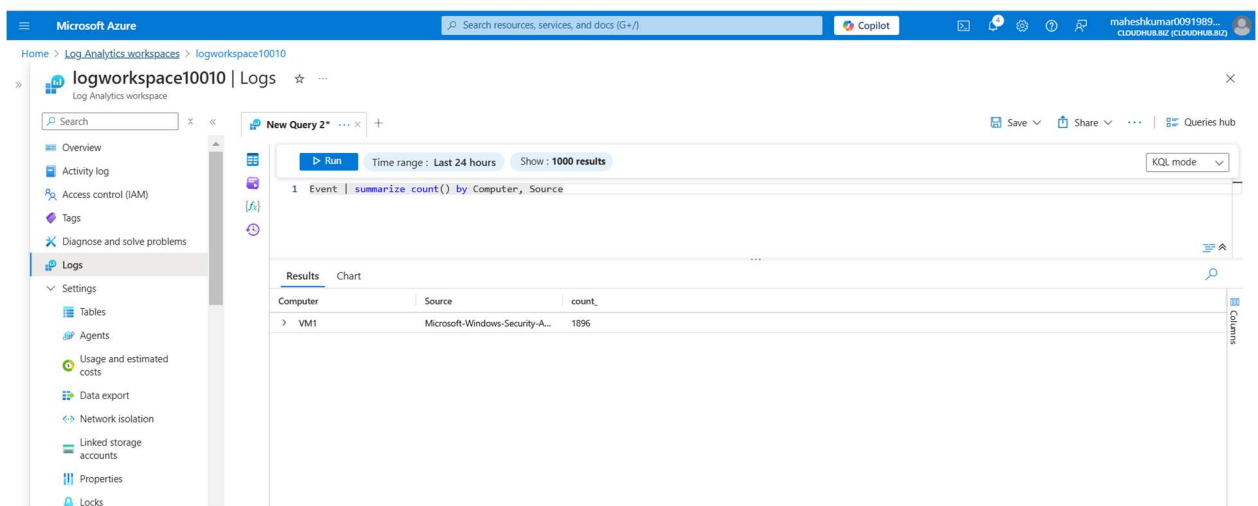 Microsoft Azure
Search resources, services, and docs (G+/)
Copilot
4
maheshkumar0091989...
CLOUDHUB.BIZ (CLOUDHUB.BIZ)
Home > Log Analytics workspaces > logworkspace10010
logworkspace10010 | Logs
Log Analytics workspace
Search
New Query 2*
Save
Share
Queries hub
Overview
Activity log
Access control (IAM)
Tags
Diagnose and solve problems
Logs
Settings
Tables
Agents
Usage and estimated
costs
Data export
Network isolation
Linked storage
accounts
Properties
Locks
Run
Time range : Last 24 hours
Show : 1000 results
KQL mode
1 Event | summarize count() by Computer, Source
Results Chart
Computer Source count_
VM1 Microsoft-Windows-Security-A... 1896
Columns